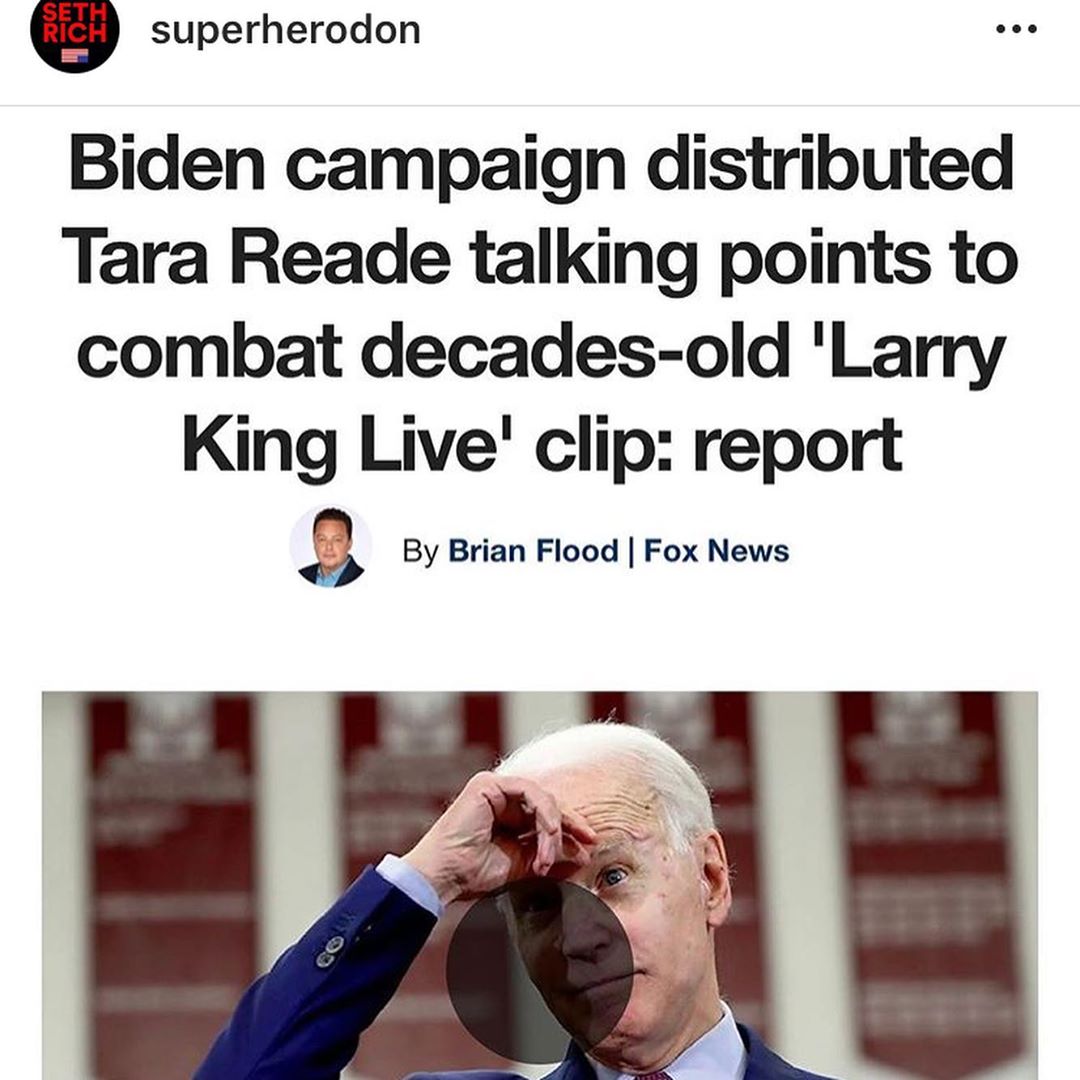 SETH
RICH
superherodon
Biden campaign distributed
Tara Reade talking points to
combat decades-old 'Larry
King Live' clip: report
By Brian Flood | Fox News